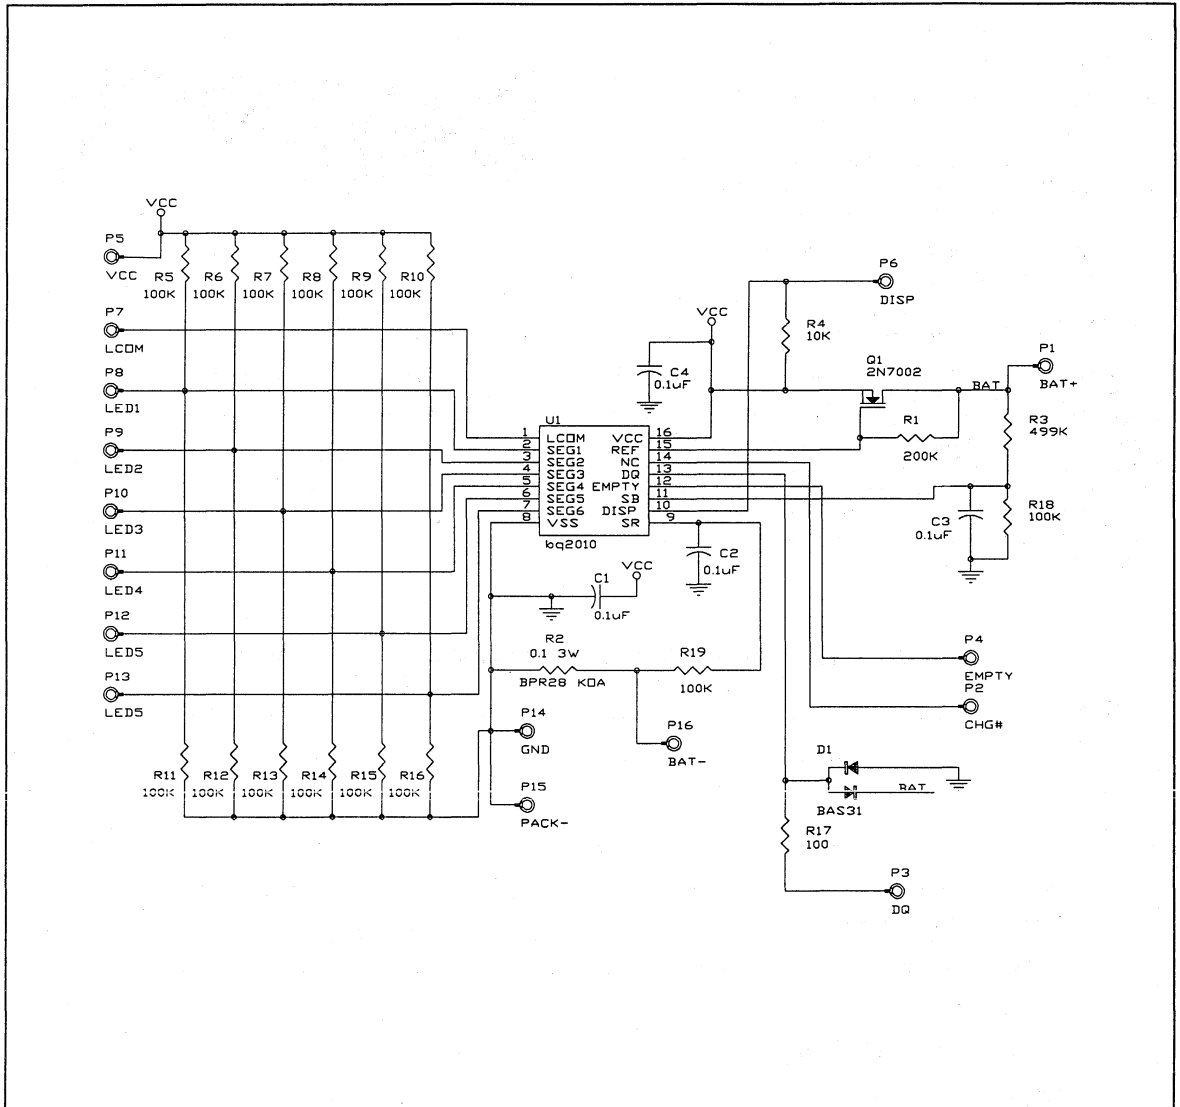 VCC
P5
VCC
R5 R6 R7 R8 R9 R10
100K 100K 100K 100K 100K 100K
P7
LCOM
P8
LED1
P9
LED2
P10
LED3
P11
LED4
P12
LED5
P13
LED5
R11 R12 R13 R14 R15 R16
100K 100K 100K 100K 100K 100K
U1
1 LCOM VCC 16
2 SEG1 REF 15
3 SEG2 NC 14
4 SEG3 DQ 13
5 SEG4 EMPTY 12
6 SEG5 SB 11
7 SEG6 DISP 10
8 VSS SR 9
bq2010
VCC
C4
0.1uF
R4
10K
P6
DISP
Q1
2N7002
BAT
P1
BAT+
R1
200K
R3
499K
R18
100K
C3
0.1uF
C2
0.1uF
VCC
C1
0.1uF
R2
0.1 3W
BPR28 KOA
R19
100K
P4
EMPTY
P2
CHG#
P14
GND
P16
BAT-
P15
PACK-
D1
BAT
BAS31
R17
100
P3
DQ